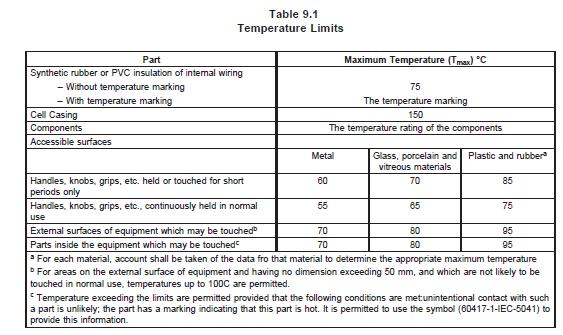 Table 9.1
Temperature Limits
Part Maximum Temperature (Tmax) °C
Synthetic rubber or PVC insulation of internal wiring
– Without temperature marking 75
– With temperature marking The temperature marking
Cell Casing 150
Components The temperature rating of the components
Accessible surfaces
Metal Glass, porcelain and vitreous materials Plastic and rubberᵃ
Handles, knobs, grips, etc. held or touched for short periods only 60 70 85
Handles, knobs, grips, etc., continuously held in normal use 55 65 75
External surfaces of equipment which may be touchedᵇ 70 80 95
Parts inside the equipment which may be touchedᶜ 70 80 95
ᵃ For each material, account shall be taken of the data fro that material to determine the appropriate maximum temperature
ᵇ For areas on the external surface of equipment and having no dimension exceeding 50 mm, and which are not likely to be
touched in normal use, temperatures up to 100C are permitted.
ᶜ Temperature exceeding the limits are permitted provided that the following conditions are met:unintentional contact with such
a part is unlikely; the part has a marking indicating that this part is hot. It is permitted to use the symbol (60417-1-IEC-5041) to
provide this information.